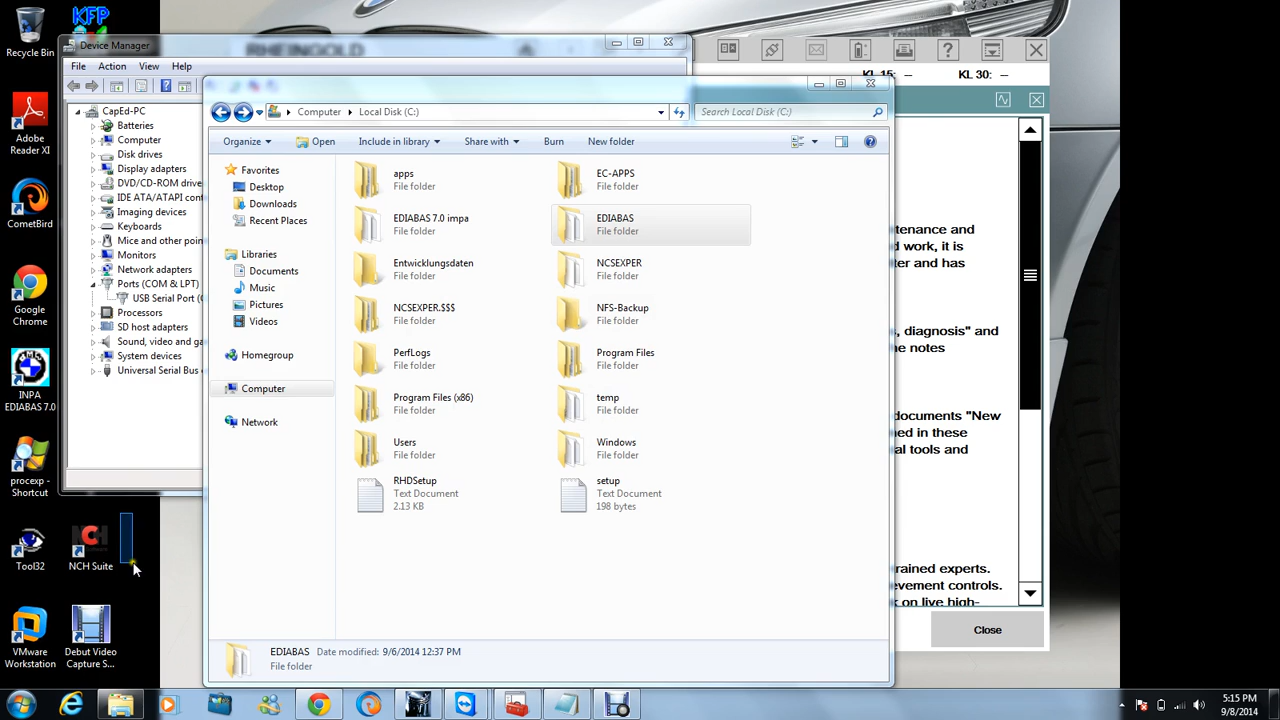 KFP
Recycle Bin
Adobe
Reader XI
CometBird
Google
Chrome
INPA
EDIABAS 7.0
procexp -
Shortcut
Tool32
NCH Suite
VMware
Workstation
Debut Video
Capture S...
Device Manager
RHEINGOLD
File Action View Help
CapEd-PC
Batteries
Computer
Disk drives
Display adapters
DVD/CD-ROM drive
IDE ATA/ATAPI cont
Imaging devices
Keyboards
Mice and other poin
Monitors
Network adapters
Ports (COM & LPT)
USB Serial Port (
Processors
SD host adapters
Sound, video and ga
System devices
Universal Serial Bus
Computer Local Disk (C:)
Search Local Disk (C:)
Organize Open Include in library Share with Burn New folder
Favorites
Desktop
Downloads
Recent Places
Libraries
Documents
Music
Pictures
Videos
Homegroup
Computer
Network
apps
File folder
EC-APPS
File folder
EDIABAS 7.0 impa
File folder
EDIABAS
File folder
Entwicklungsdaten
File folder
NCSEXPER
File folder
NCSEXPER.$$$
File folder
NFS-Backup
File folder
PerfLogs
File folder
Program Files
File folder
Program Files (x86)
File folder
temp
File folder
Users
File folder
Windows
File folder
RHDSetup
Text Document
2.13 KB
setup
Text Document
198 bytes
EDIABAS Date modified: 9/6/2014 12:37 PM
File folder
KL 15: -- KL 30: --
tenance and
d work, it is
ter and has
, diagnosis" and
ne notes
documents "New
ned in these
al tools and
rained experts.
evement controls.
k on live high-
Close
5:15 PM
9/8/2014